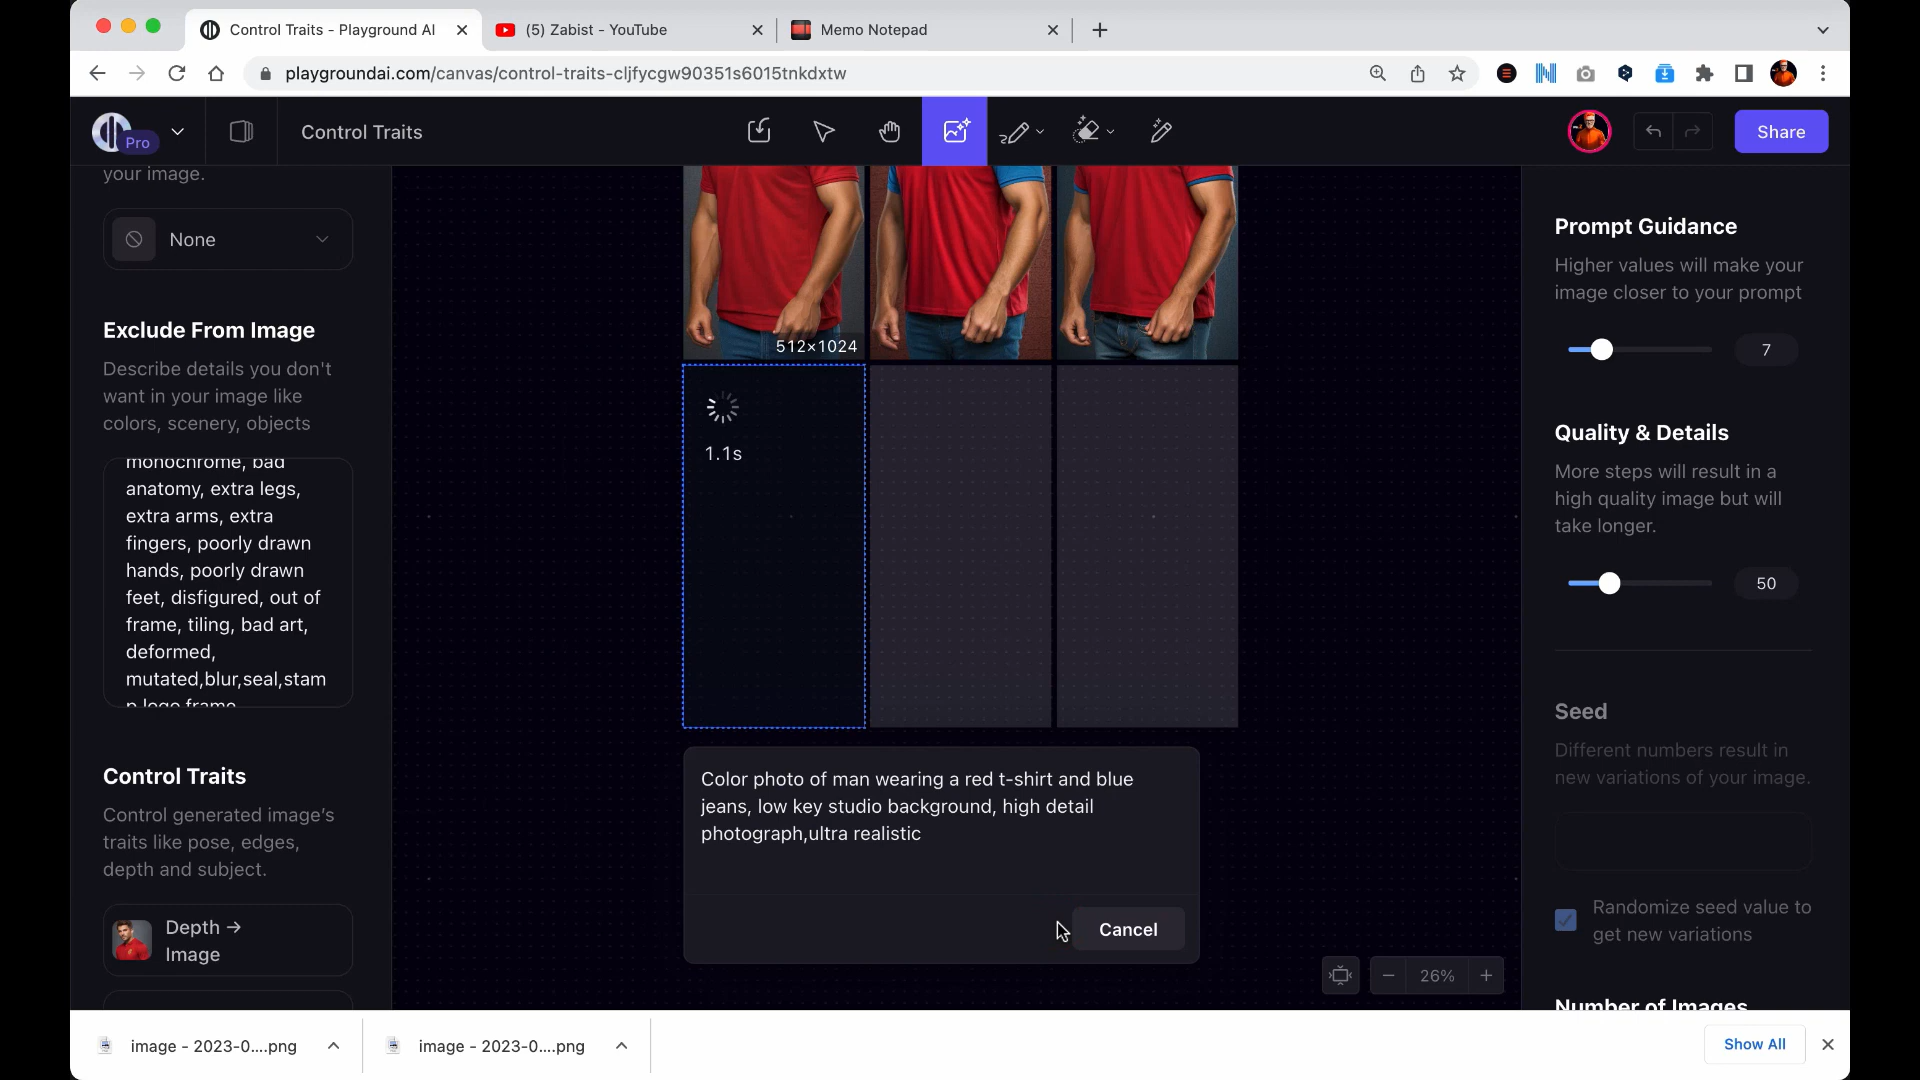 Control Traits - Playground AI
(5) Zabist - YouTube
Memo Notepad
playgroundai.com/canvas/control-traits-cljfycgw90351s6015tnkdxtw
Pro
Control Traits
Share
your image.
None
Exclude From Image
Describe details you don't
want in your image like
colors, scenery, objects
monochrome, bad
anatomy, extra legs,
extra arms, extra
fingers, poorly drawn
hands, poorly drawn
feet, disfigured, out of
frame, tiling, bad art,
deformed,
mutated,blur,seal,stam
p logo frame
Control Traits
Control generated image's
traits like pose, edges,
depth and subject.
Depth →
Image
512×1024
1.1s
Color photo of man wearing a red t-shirt and blue
jeans, low key studio background, high detail
photograph,ultra realistic
Cancel
26%
Prompt Guidance
Higher values will make your
image closer to your prompt
7
Quality & Details
More steps will result in a
high quality image but will
take longer.
50
Seed
Different numbers result in
new variations of your image.
Randomize seed value to
get new variations
Number of Images
image - 2023-0....png
image - 2023-0....png
Show All